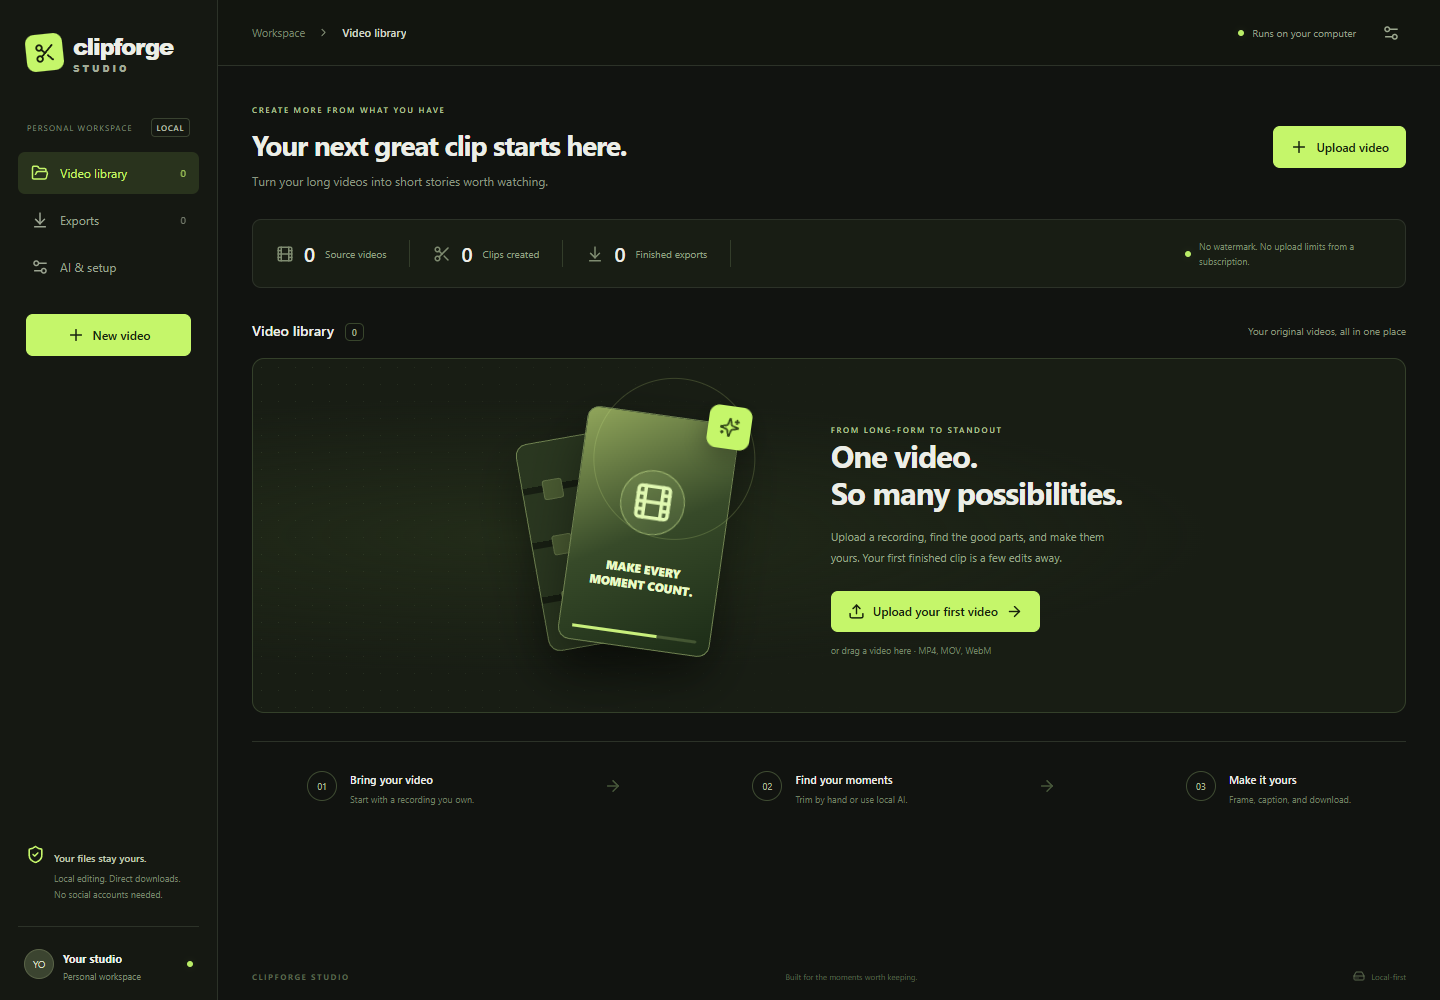 clipforge
STUDIO
PERSONAL WORKSPACE
LOCAL
Video library
0
Exports
0
AI & setup
New video
Your files stay yours.
Local editing. Direct downloads.
No social accounts needed.
YO
Your studio
Personal workspace
Workspace
Video library
Runs on your computer
CREATE MORE FROM WHAT YOU HAVE
Your next great clip starts here.
Turn your long videos into short stories worth watching.
Upload video
0 Source videos
0 Clips created
0 Finished exports
No watermark. No upload limits from a
subscription.
Video library
0
Your original videos, all in one place
MAKE EVERY
MOMENT COUNT.
FROM LONG-FORM TO STANDOUT
One video.
So many possibilities.
Upload a recording, find the good parts, and make them
yours. Your first finished clip is a few edits away.
Upload your first video
or drag a video here · MP4, MOV, WebM
01
Bring your video
Start with a recording you own.
02
Find your moments
Trim by hand or use local AI.
03
Make it yours
Frame, caption, and download.
CLIPFORGE STUDIO
Built for the moments worth keeping.
Local-first